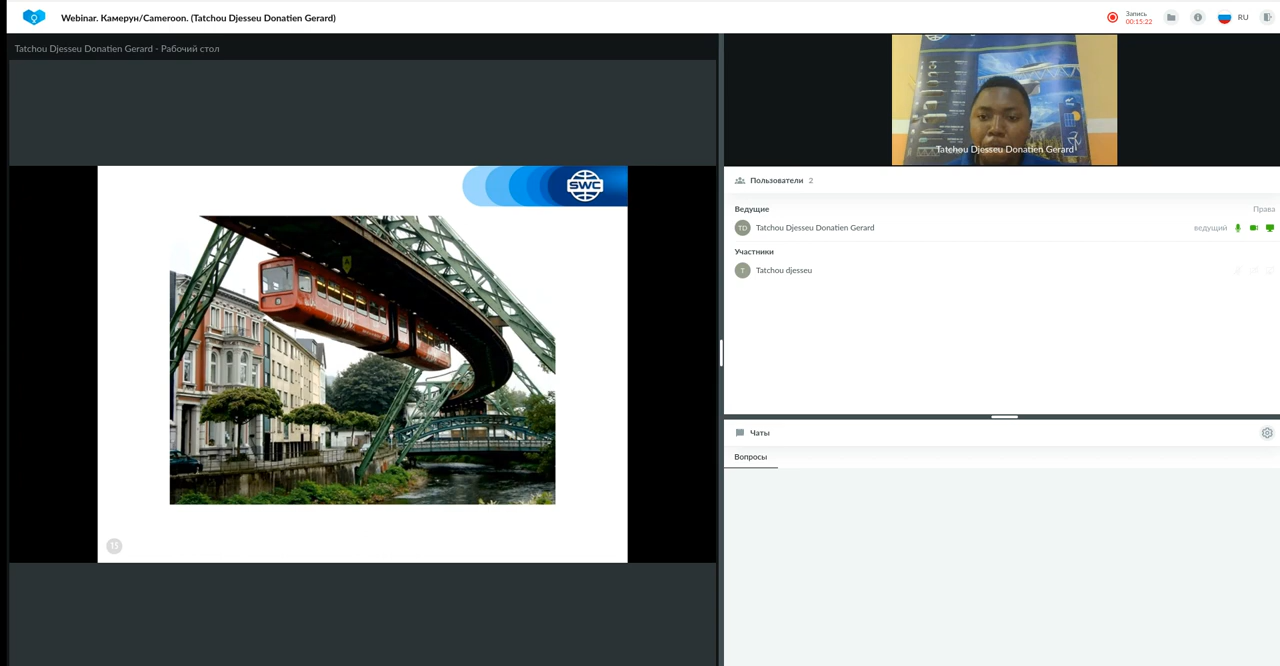 Webinar. Камерун/Cameroon. (Tatchou Djesseu Donatien Gerard)
Запись
00:15:22
RU
Tatchou Djesseu Donatien Gerard - Рабочий стол
SWC
15
Tatchou Djesseu Donatien Gerard
Пользователи 2
Ведущие Права
TD Tatchou Djesseu Donatien Gerard ведущий
Участники
T Tatchou djesseu
Чаты
Вопросы